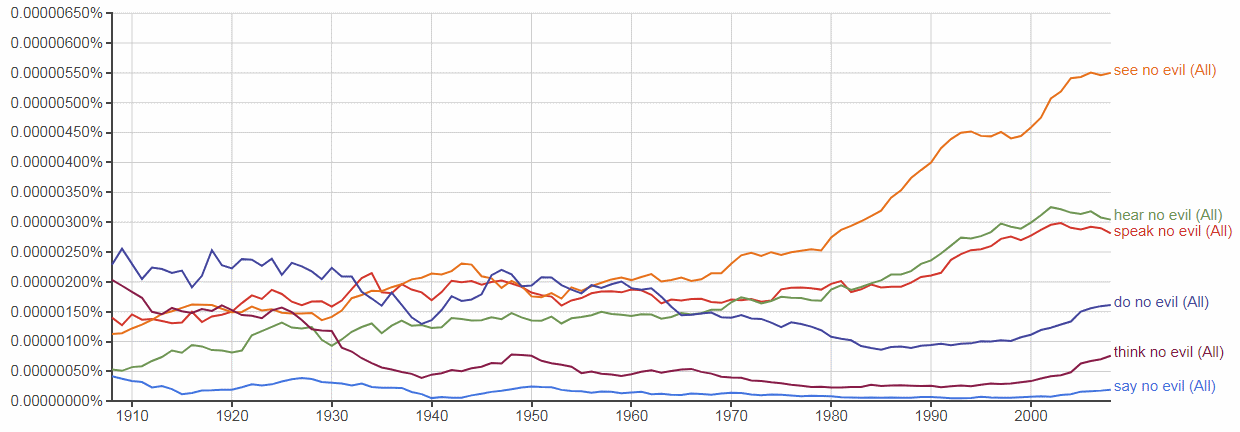 0.00000650%
0.00000600%
0.00000550%
0.00000500%
0.00000450%
0.00000400%
0.00000350%
0.00000300%
0.00000250%
0.00000200%
0.00000150%
0.00000100%
0.00000050%
0.00000000%
see no evil (All)
hear no evil (All)
speak no evil (All)
do no evil (All)
think no evil (All)
say no evil (All)
1910 1920 1930 1940 1950 1960 1970 1980 1990 2000